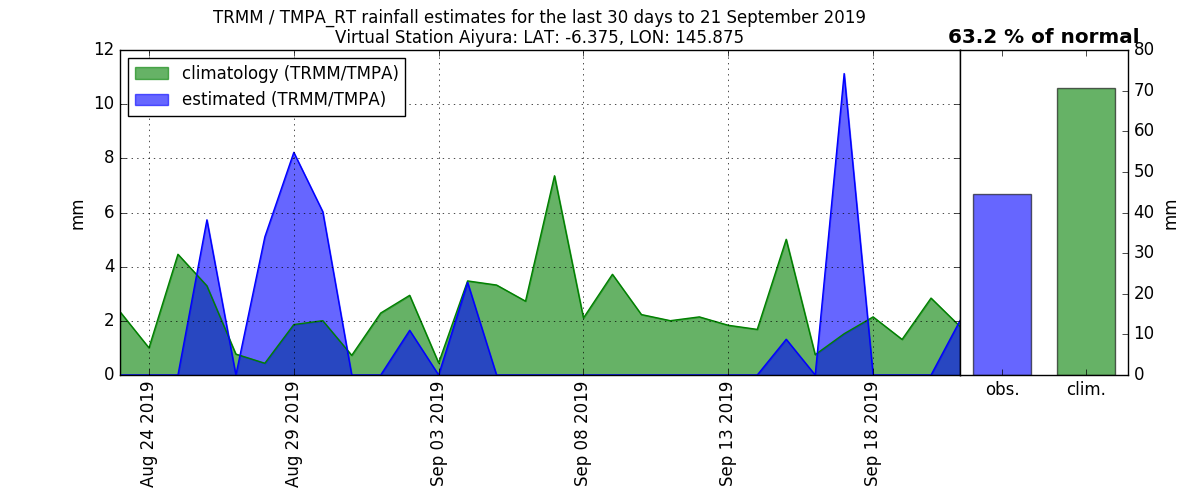 TRMM / TMPA_RT rainfall estimates for the last 30 days to 21 September 2019
Virtual Station Aiyura: LAT: -6.375, LON: 145.875
63.2 % of normal
climatology (TRMM/TMPA)
estimated (TRMM/TMPA)
12
10
8
6
4
2
0
mm
Aug 24 2019
Aug 29 2019
Sep 03 2019
Sep 08 2019
Sep 13 2019
Sep 18 2019
obs.
clim.
80
70
60
50
40
30
20
10
0
mm